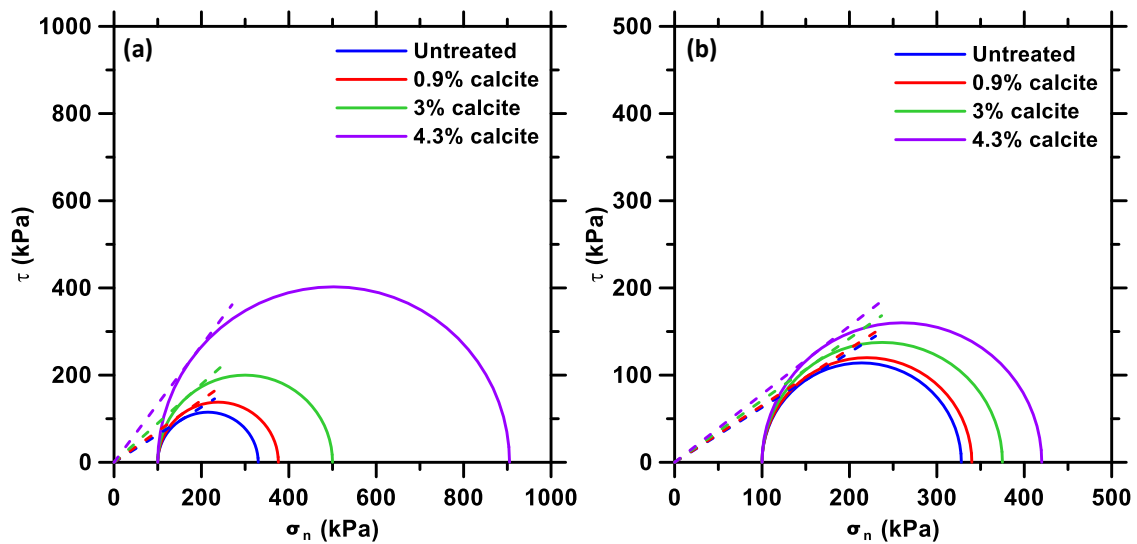 (a)
Untreated
0.9% calcite
3% calcite
4.3% calcite
1000
800
600
400
200
0
τ (kPa)
0 200 400 600 800 1000
σn (kPa)
(b)
Untreated
0.9% calcite
3% calcite
4.3% calcite
500
400
300
200
100
0
τ (kPa)
0 100 200 300 400 500
σn (kPa)